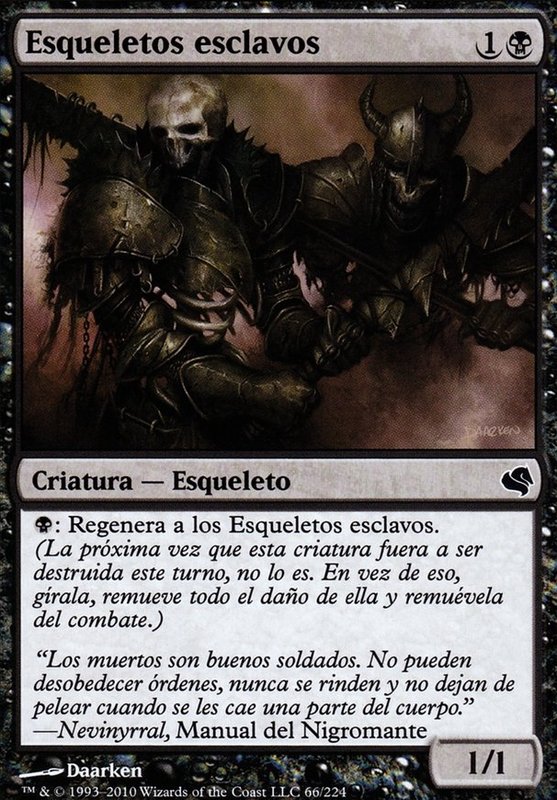 Esqueletos esclavos 1
DAARKEN
Criatura — Esqueleto
: Regenera a los Esqueletos esclavos.
(La próxima vez que esta criatura fuera a ser
destruida este turno, no lo es. En vez de eso,
gírala, remueve todo el daño de ella y remuévela
del combate.)
“Los muertos son buenos soldados. No pueden
desobedecer órdenes, nunca se rinden y no dejan de
pelear cuando se les cae una parte del cuerpo.”
—Nevinyrral, Manual del Nigromante
1/1
Daarken
™ & © 1993–2010 Wizards of the Coast LLC 66/224